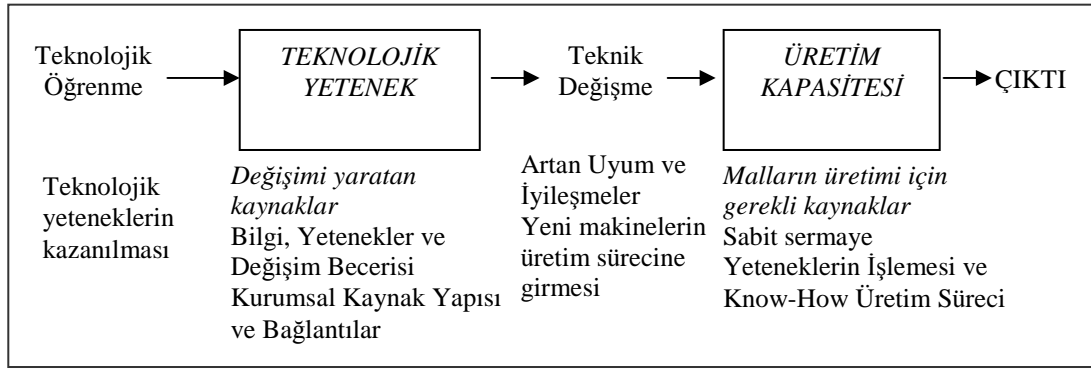 Teknolojik
Öğrenme
TEKNOLOJİK
YETENEK
Teknik
Değişme
ÜRETİM
KAPASİTESİ
ÇIKTI
Teknolojik
yeteneklerin
kazanılması
Değişimi yaratan
kaynaklar
Bilgi, Yetenekler ve
Değişim Becerisi
Kurumsal Kaynak Yapısı
ve Bağlantılar
Artan Uyum ve
İyileşmeler
Yeni makinelerin
üretim sürecine
girmesi
Malların üretimi için
gerekli kaynaklar
Sabit sermaye
Yeteneklerin İşlemesi ve
Know-How Üretim Süreci